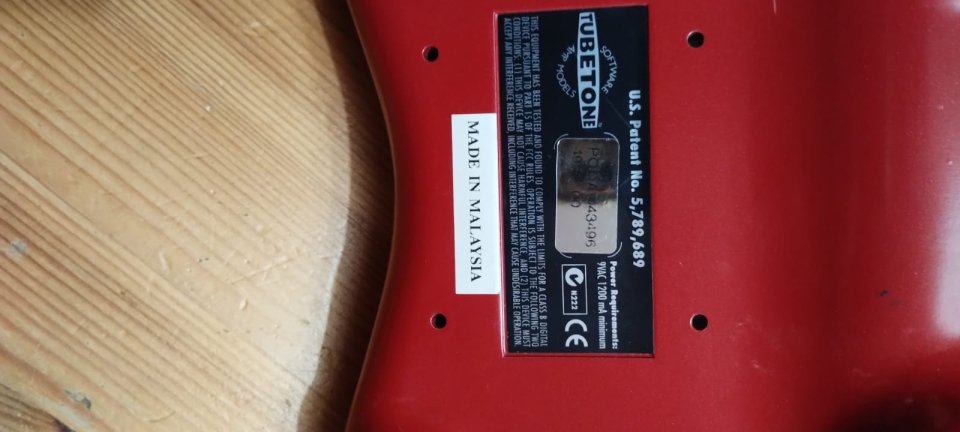 TUBETONE
SOFTWARE
AMP MODELS
U.S. Patent No. 5,789,689
Power Requirements:
9VAC 1200 mA minimum
N222
CE
THIS EQUIPMENT HAS BEEN TESTED AND FOUND TO COMPLY WITH THE LIMITS FOR A CLASS B DIGITAL
DEVICE PURSUANT TO PART 15 OF THE FCC RULES. OPERATION IS SUBJECT TO THE FOLLOWING TWO
CONDITIONS: (1) THIS DEVICE MAY NOT CAUSE HARMFUL INTERFERENCE, AND (2) THIS DEVICE MUST
ACCEPT ANY INTERFERENCE RECEIVED, INCLUDING INTERFERENCE THAT MAY CAUSE UNDESIRABLE OPERATION.
MADE IN MALAYSIA